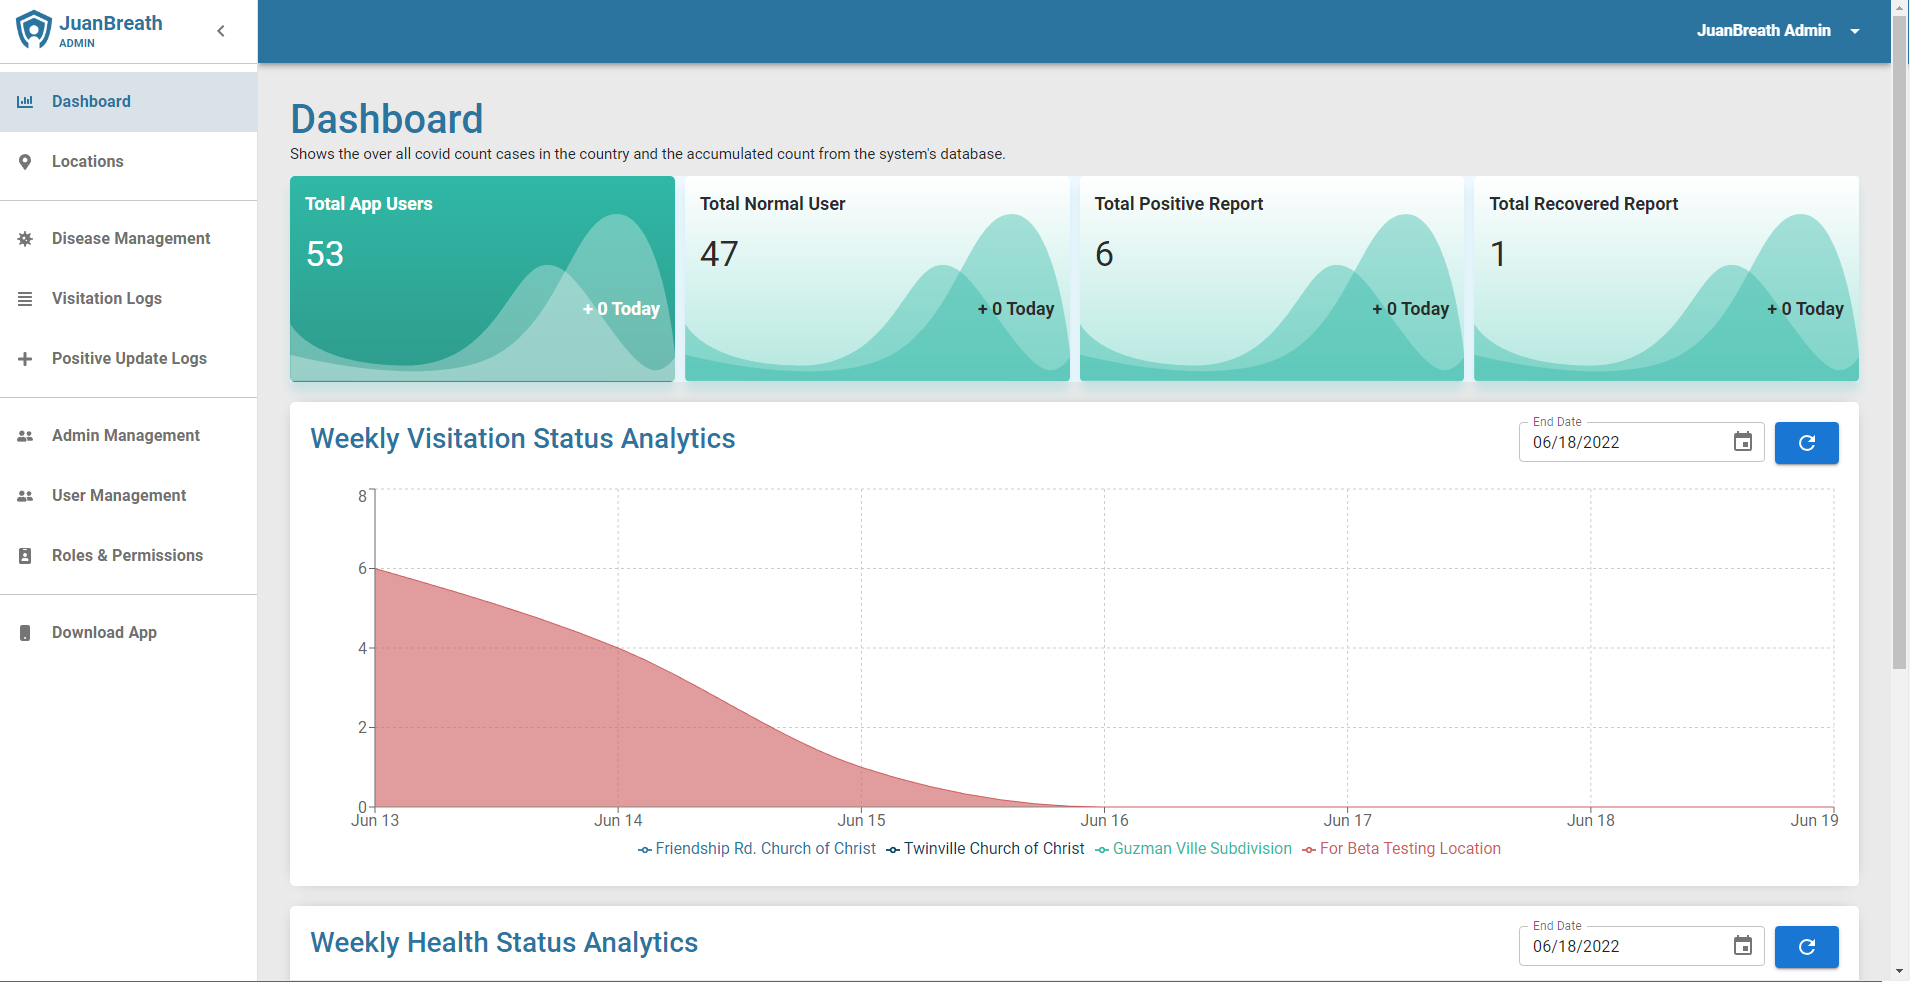 JuanBreath
ADMIN
JuanBreath Admin
Dashboard
Locations
Disease Management
Visitation Logs
Positive Update Logs
Admin Management
User Management
Roles & Permissions
Download App
Dashboard
Shows the over all covid count cases in the country and the accumulated count from the system's database.
Total App Users
53
+ 0 Today
Total Normal User
47
+ 0 Today
Total Positive Report
6
+ 0 Today
Total Recovered Report
1
+ 0 Today
Weekly Visitation Status Analytics
End Date
06/18/2022
8
6
4
2
0
Jun 13 Jun 14 Jun 15 Jun 16 Jun 17 Jun 18 Jun 19
Friendship Rd. Church of Christ Twinville Church of Christ Guzman Ville Subdivision For Beta Testing Location
Weekly Health Status Analytics
End Date
06/18/2022